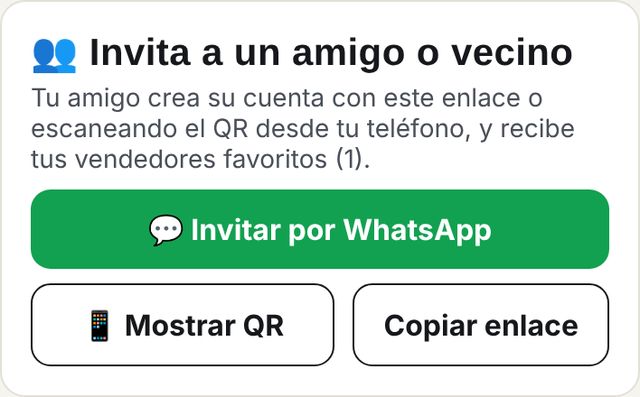 👥 Invita a un amigo o vecino
Tu amigo crea su cuenta con este enlace o
escaneando el QR desde tu teléfono, y recibe
tus vendedores favoritos (1).
💬 Invitar por WhatsApp
📱 Mostrar QR
Copiar enlace